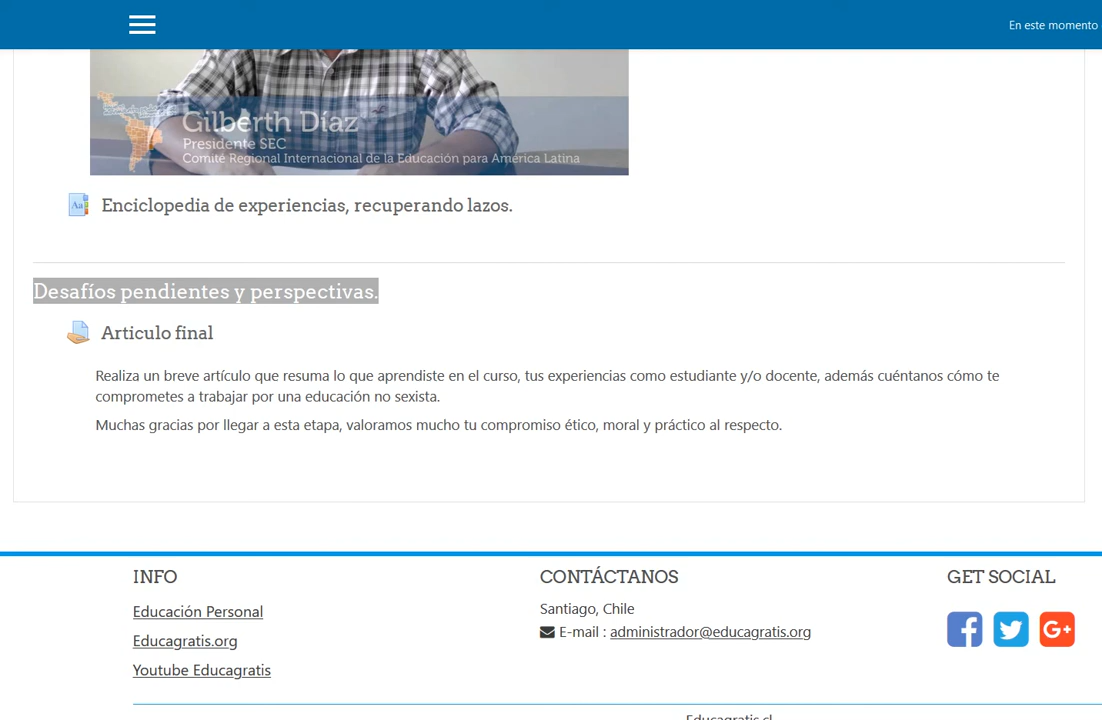 En este momento
Gilberth Díaz
Presidente SEC
Comité Regional Internacional de la Educación para América Latina
Aa
Enciclopedia de experiencias, recuperando lazos.
Desafíos pendientes y perspectivas.
Articulo final
Realiza un breve artículo que resuma lo que aprendiste en el curso, tus experiencias como estudiante y/o docente, además cuéntanos cómo te
comprometes a trabajar por una educación no sexista.
Muchas gracias por llegar a esta etapa, valoramos mucho tu compromiso ético, moral y práctico al respecto.
INFO
Educación Personal
Educagratis.org
Youtube Educagratis
CONTÁCTANOS
Santiago, Chile
E-mail : administrador@educagratis.org
GET SOCIAL
f
G+
Educagratis.cl